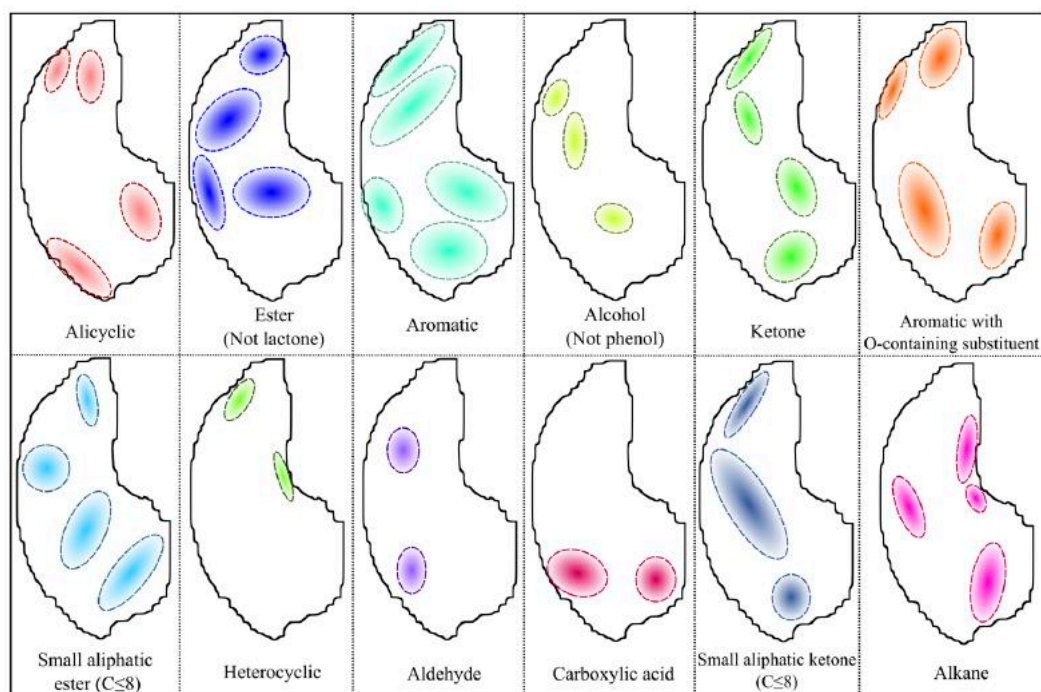 Alicyclic
Ester
(Not lactone)
Aromatic
Alcohol
(Not phenol)
Ketone
Aromatic with
O-containing substituent
Small aliphatic
ester (C≤8)
Heterocyclic
Aldehyde
Carboxylic acid
Small aliphatic ketone
(C≤8)
Alkane